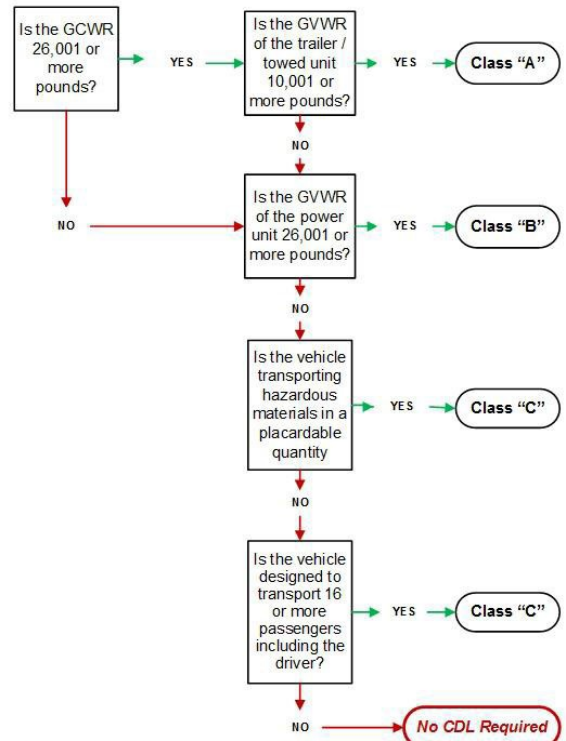 Is the GCWR
26,001 or
more
pounds?
YES
Is the GVWR
of the trailer /
towed unit
10,001 or
more pounds?
YES
Class “A”
NO
NO
Is the GVWR
of the power
unit 26,001 or
more pounds?
YES
Class “B”
NO
Is the vehicle
transporting
hazardous
materials in a
placardable
quantity
YES
Class “C”
NO
Is the vehicle
designed to
transport 16
or more
passengers
including the
driver?
YES
Class “C”
NO
No CDL Required